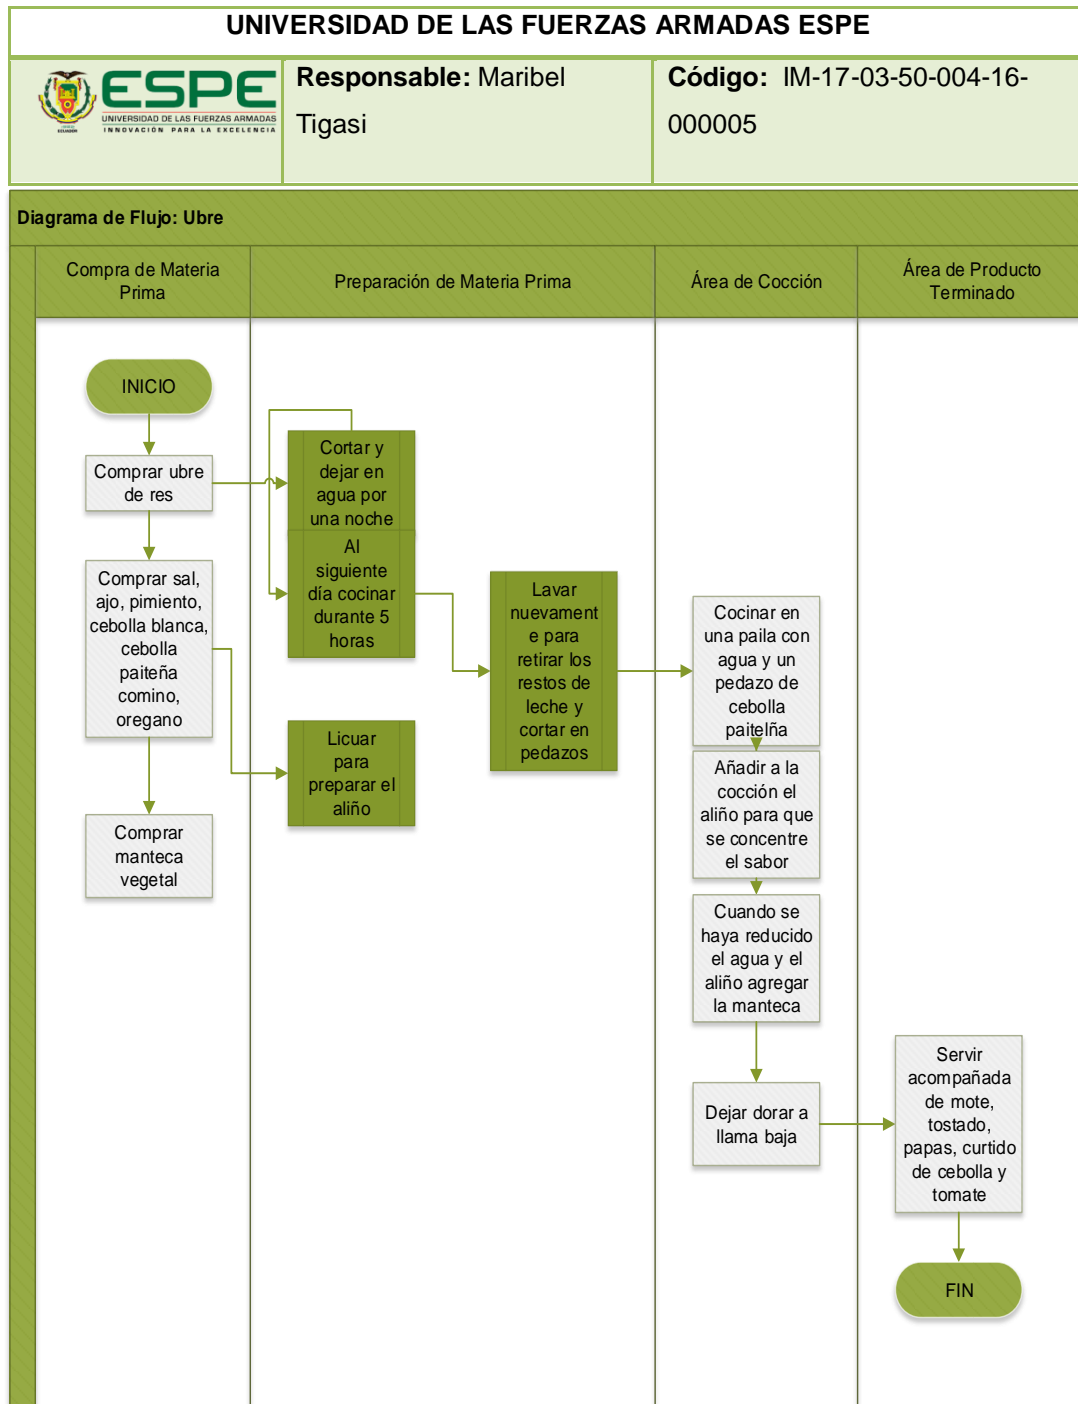 UNIVERSIDAD DE LAS FUERZAS ARMADAS ESPE
ESPE
UNIVERSIDAD DE LAS FUERZAS ARMADAS
INNOVACIÓN PARA LA EXCELENCIA
ECUADOR
Responsable: Maribel
Tigasi
Código: IM-17-03-50-004-16-
000005
Diagrama de Flujo: Ubre
Compra de Materia
Prima
Preparación de Materia Prima
Área de Cocción
Área de Producto
Terminado
INICIO
Comprar ubre
de res
Comprar sal,
ajo, pimiento,
cebolla blanca,
cebolla
paiteña
comino,
oregano
Comprar
manteca
vegetal
Cortar y
dejar en
agua por
una noche
Al
siguiente
día cocinar
durante 5
horas
Licuar
para
preparar el
aliño
Lavar
nuevament
e para
retirar los
restos de
leche y
cortar en
pedazos
Cocinar en
una paila con
agua y un
pedazo de
cebolla
paitelña
Añadir a la
cocción el
aliño para que
se concentre
el sabor
Cuando se
haya reducido
el agua y el
aliño agregar
la manteca
Dejar dorar a
llama baja
Servir
acompañada
de mote,
tostado,
papas, curtido
de cebolla y
tomate
FIN